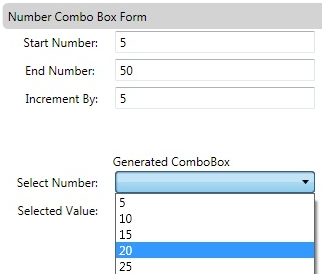 Number Combo Box Form
Start Number: 5
End Number: 50
Increment By: 5
Generated ComboBox
Select Number:
Selected Value:
5
10
15
20
25